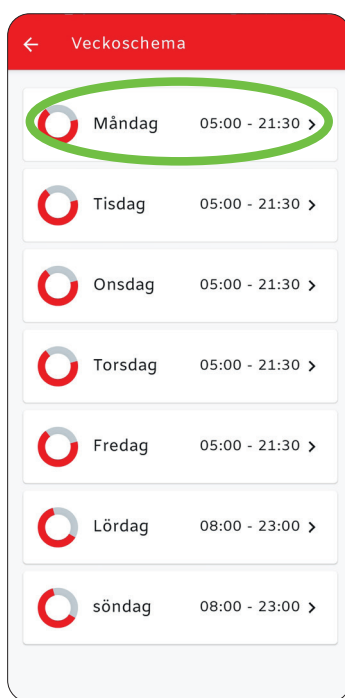 Veckoschema
Måndag 05:00 - 21:30
Tisdag 05:00 - 21:30
Onsdag 05:00 - 21:30
Torsdag 05:00 - 21:30
Fredag 05:00 - 21:30
Lördag 08:00 - 23:00
söndag 08:00 - 23:00